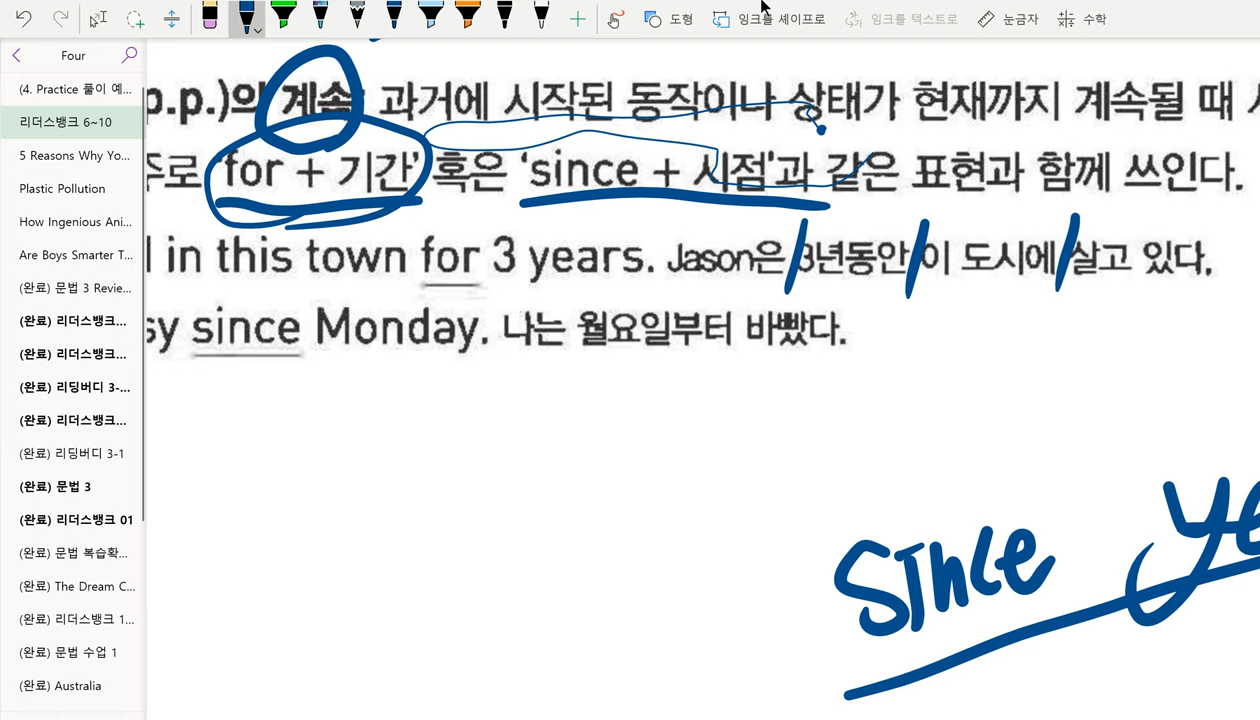 도형 잉크를 셰이프로 잉크를 텍스트로 눈금자 수학
Four
(4. Practice 풀이 예...
리더스뱅크 6~10
5 Reasons Why Yo...
Plastic Pollution
How Ingenious Ani...
Are Boys Smarter T...
(완료) 문법 3 Revie...
(완료) 리더스뱅크...
(완료) 리더스뱅크...
(완료) 리딩버디 3-...
(완료) 리더스뱅크...
(완료) 리딩버디 3-1
(완료) 문법 3
(완료) 리더스뱅크 01
(완료) 문법 복습확...
(완료) The Dream C...
(완료) 리더스뱅크 1...
(완료) 문법 수업 1
(완료) Australia
p.p.)의 계속: 과거에 시작된 동작이나 상태가 현재까지 계속될 때
주로 'for + 기간' 혹은 'since + 시점'과 같은 표현과 함께 쓰인다.
in this town for 3 years. Jason은 3년동안 이 도시에 살고 있다.
sy since Monday. 나는 월요일부터 바빴다.
since ye